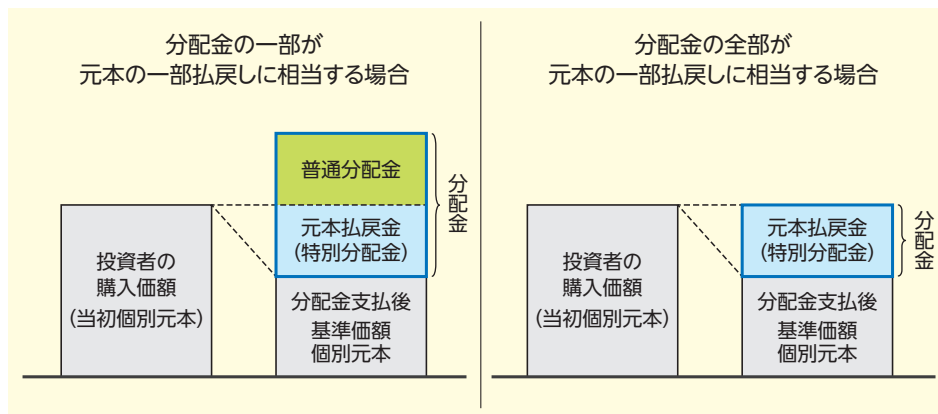 分配金の一部が
元本の一部払戻しに相当する場合
普通分配金
元本払戻金
(特別分配金)
分配金
投資者の
購入価額
(当初個別元本)
分配金支払後
基準価額
個別元本
分配金の全部が
元本の一部払戻しに相当する場合
元本払戻金
(特別分配金)
分配金
投資者の
購入価額
(当初個別元本)
分配金支払後
基準価額
個別元本